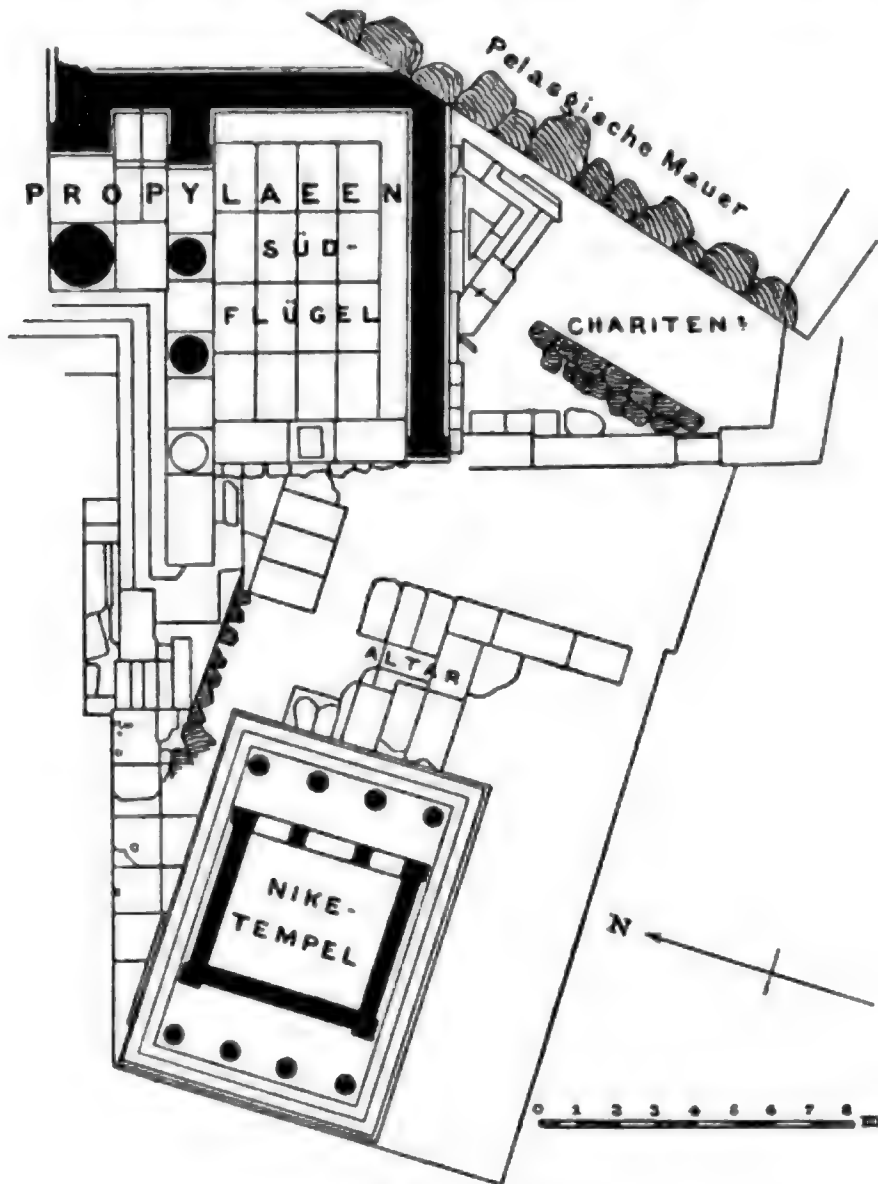 Pelasgische Mauer
PROPYLAEEN
SÜD-
FLÜGEL
CHARITEN?
ALTAR
NIKE-
TEMPEL
N
0 1 2 3 4 5 6 7 8 M